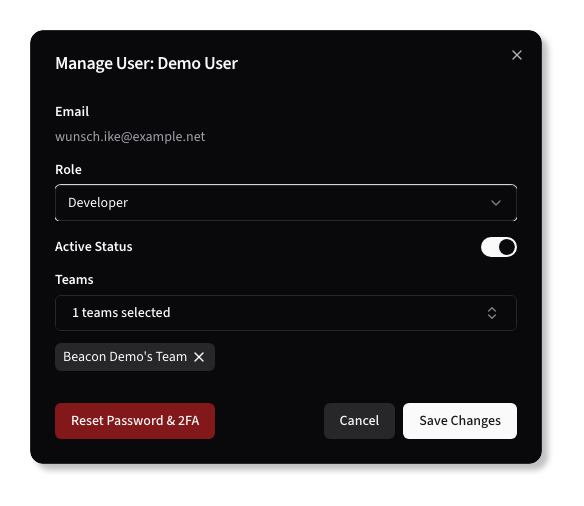 Manage User: Demo User
Email
wunsch.ike@example.net
Role
Developer
Active Status
Teams
1 teams selected
Beacon Demo's Team
Reset Password & 2FA
Cancel
Save Changes